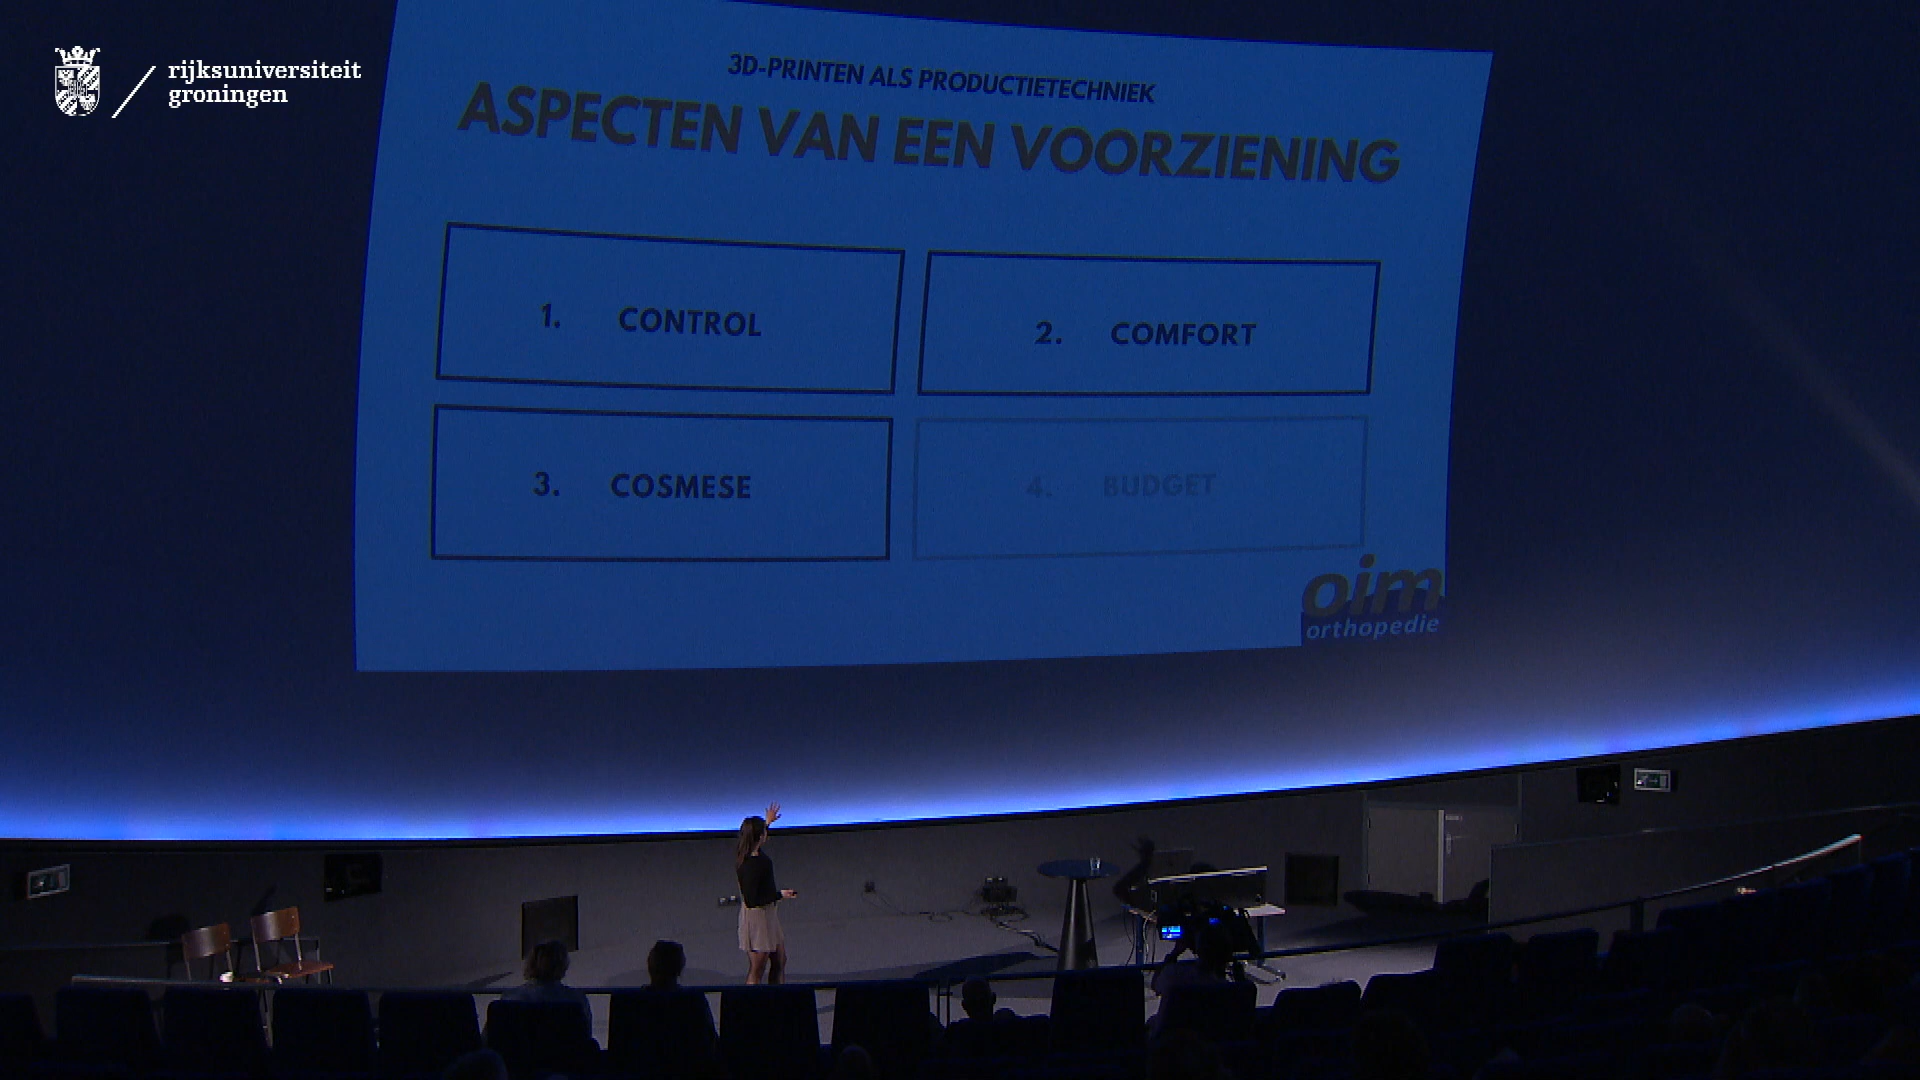 rijksuniversiteit
groningen
3D-PRINTEN ALS PRODUCTIETECHNIEK
ASPECTEN VAN EEN VOORZIENING
1. CONTROL
2. COMFORT
3. COSMESE
4. BUDGET
oim
orthopedie